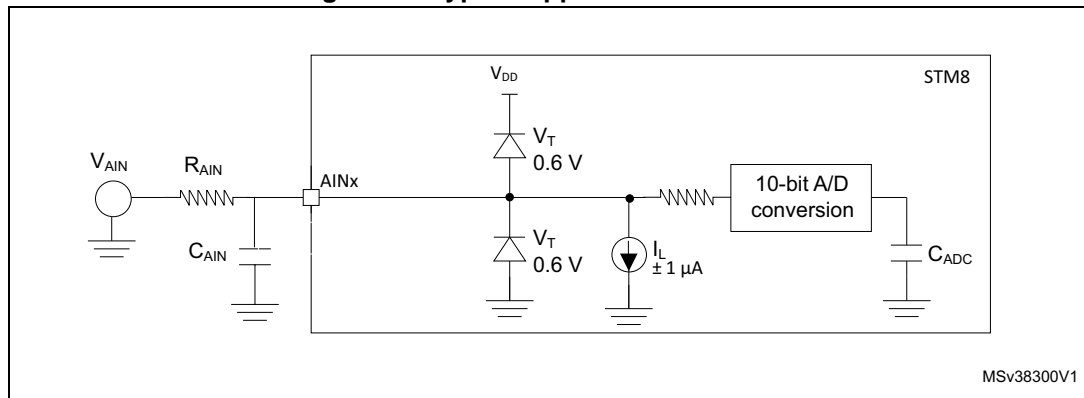 STM8
V_DD
V_T
0.6 V
V_AIN
R_AIN
AINx
10-bit A/D
conversion
C_AIN
V_T
0.6 V
I_L
± 1 µA
C_ADC
MSv38300V1